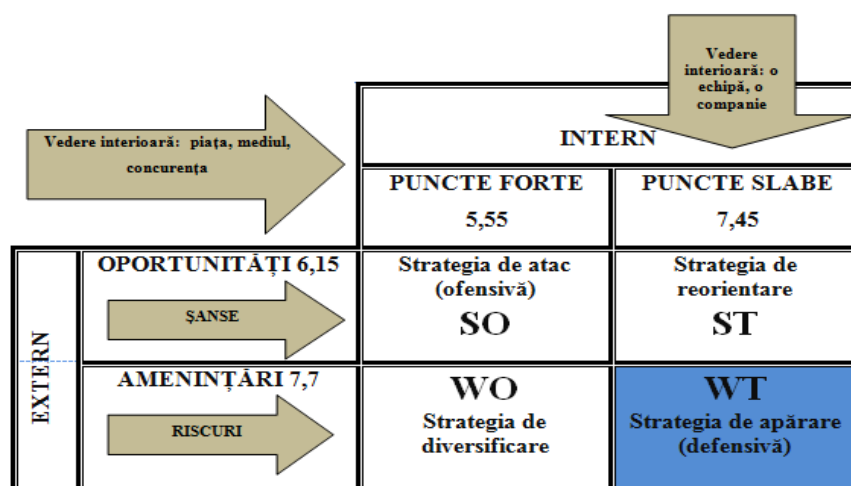 Vedere
interioară: o
echipă, o
companie
Vedere interioară: piața, mediul,
concurența
INTERN
PUNCTE FORTE
5,55
PUNCTE SLABE
7,45
EXTERN
OPORTUNITĂȚI 6,15
ŞANSE
Strategia de atac
(ofensivă)
SO
Strategia de
reorientare
ST
AMENINȚĂRI 7,7
RISCURI
WO
Strategia de
diversificare
WT
Strategia de apărare
(defensivă)